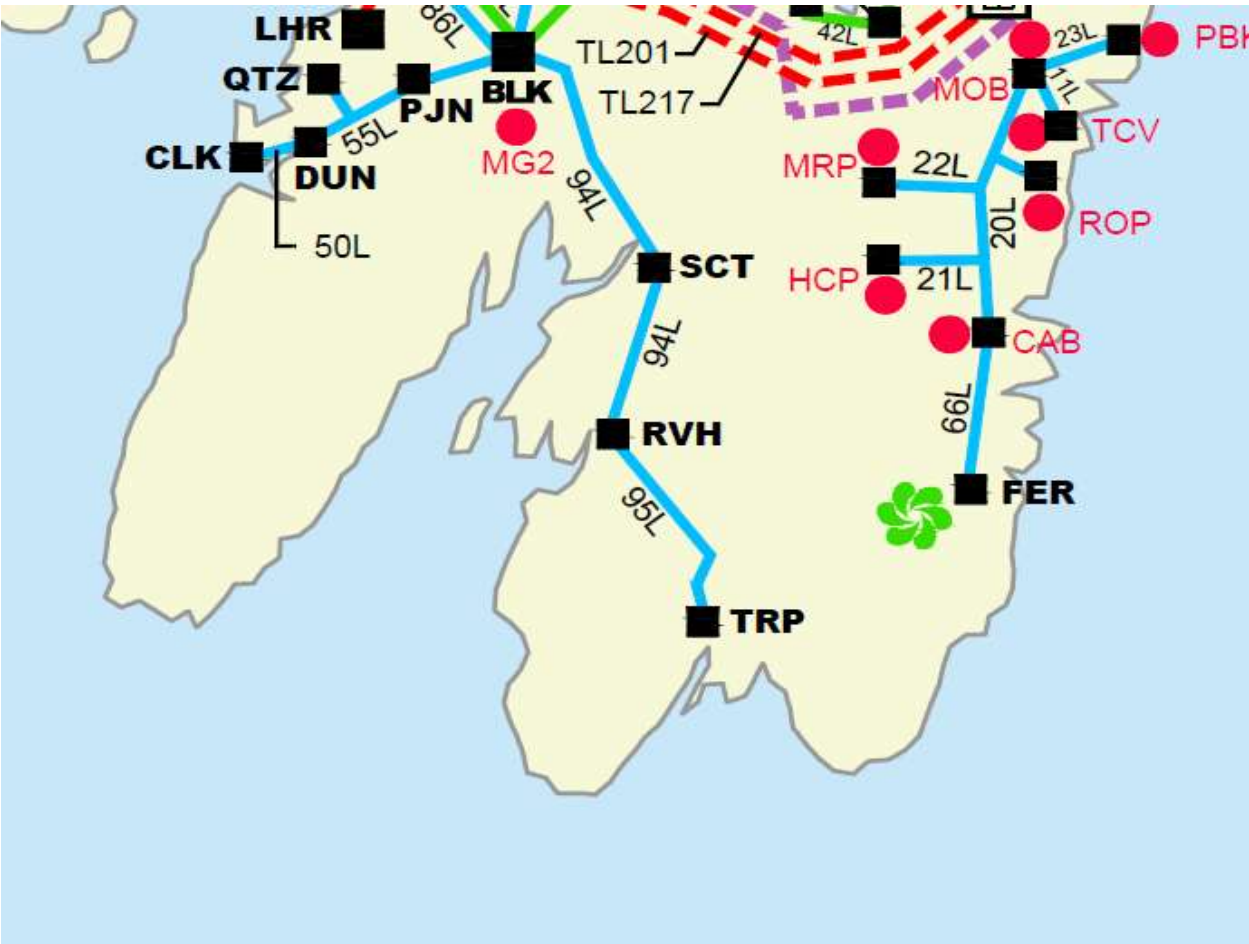 LHR
86L
L
TL201
42L
23L
PBK
QTZ
PJN
BLK
TL217
MOB
11L
55L
MG2
TCV
CLK
DUN
94L
MRP
22L
50L
20L
ROP
SCT
HCP
21L
94L
CAB
66L
RVH
95L
FER
TRP